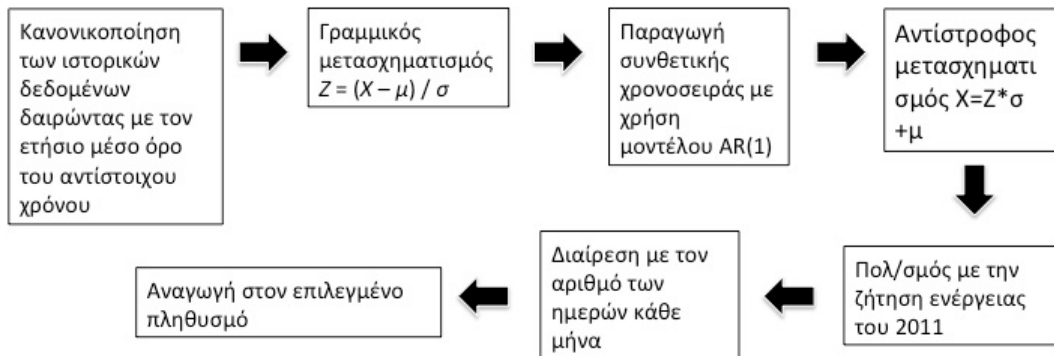 Κανονικοποίηση
των ιστορικών
δεδομένων
δαιρώντας με τον
ετήσιο μέσο όρο
του αντίστοιχου
χρόνου
Γραμμικός
μετασχηματισμός
Z = (X – μ) / σ
Παραγωγή
συνθετικής
χρονοσειράς με
χρήση
μοντέλου AR(1)
Αντίστροφος
μετασχηματι
σμός X=Z*σ
+μ
Πολ/σμός με την
ζήτηση ενέργειας
του 2011
Διαίρεση με τον
αριθμό των
ημερών κάθε
μήνα
Αναγωγή στον επιλεγμένο
πληθυσμό